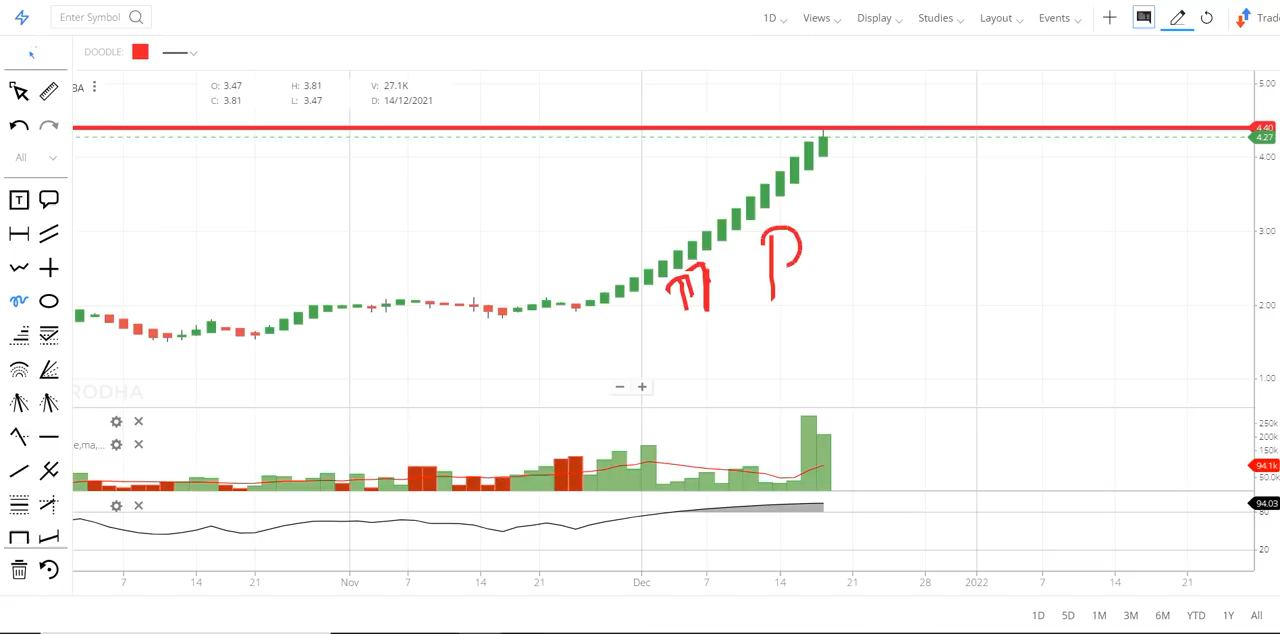 Enter Symbol
1D Views Display Studies Layout Events Trad
DOODLE:
BA O: 3.47 H: 3.81 V: 27.1K
C: 3.81 L: 3.47 D: 14/12/2021
5.00
4.40
4.27
4.00
All
T
3.00
P
2.00
1.00
RODHA
250k
e,ma,... 200k
150k
94.1k
50.0k
94.03
80
20
7 14 21 Nov 7 14 21 Dec 7 14 21 28 2022 7 14 21
1D 5D 1M 3M 6M YTD 1Y All